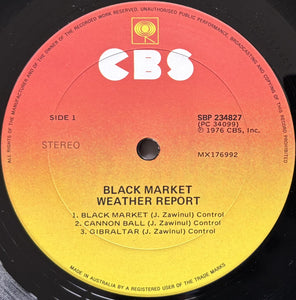 ALL RIGHTS OF THE MANUFACTURER AND OF THE OWNER OF THE RECORDED WORK RESERVED. UNAUTHORISED PUBLIC PERFORMANCE, BROADCASTING AND COPYING OF THIS RECORD PROHIBITED
CBS
SIDE 1
STEREO
SBP 234827
(PC 34099)
℗ 1976 CBS, Inc.
MX176992
BLACK MARKET
WEATHER REPORT
1. BLACK MARKET (J. Zawinul) Control
2. CANNON BALL (J. Zawinul) Control
3. GIBRALTAR (J. Zawinul) Control
MADE IN AUSTRALIA BY A REGISTERED USER OF THE TRADE MARKS